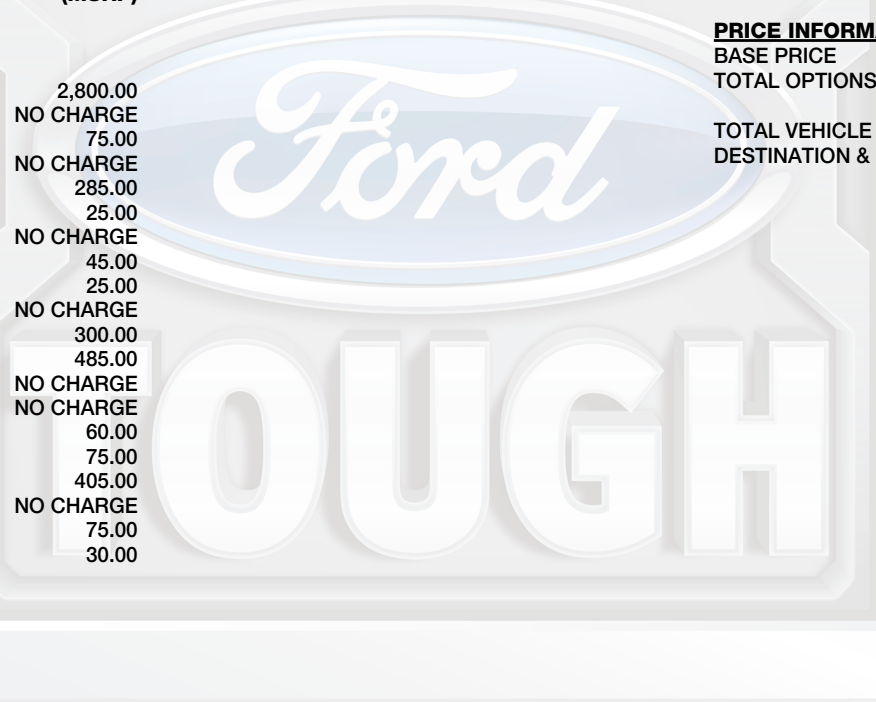 (MSRP)
2,800.00
NO CHARGE
75.00
NO CHARGE
285.00
25.00
NO CHARGE
45.00
25.00
NO CHARGE
300.00
485.00
NO CHARGE
NO CHARGE
60.00
75.00
405.00
NO CHARGE
75.00
30.00
PRICE INFORM
BASE PRICE
TOTAL OPTIONS
TOTAL VEHICLE
DESTINATION &
Ford
TOUGH